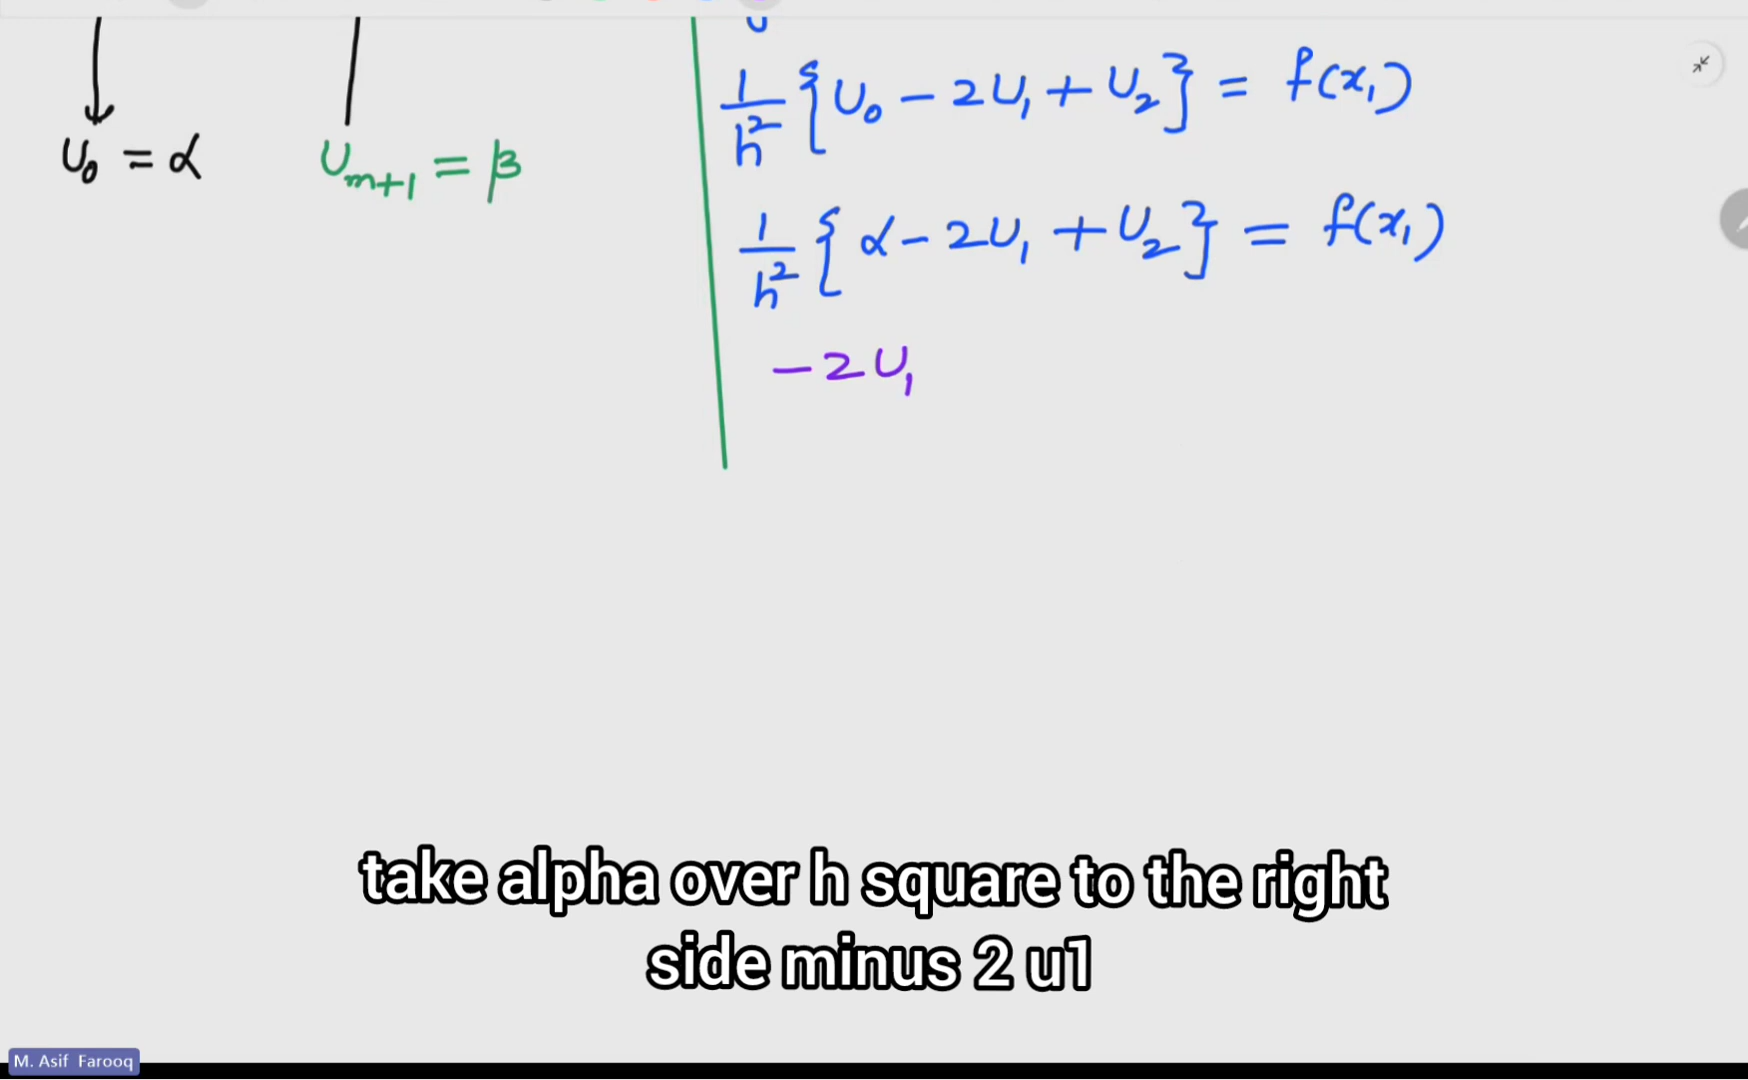 U₀ = α
Uₘ₊₁ = β
1/h² {U₀ - 2U₁ + U₂} = f(x₁)
1/h² {α - 2U₁ + U₂} = f(x₁)
-2U₁
take alpha over h square to the right
side minus 2 u1
M. Asif Farooq